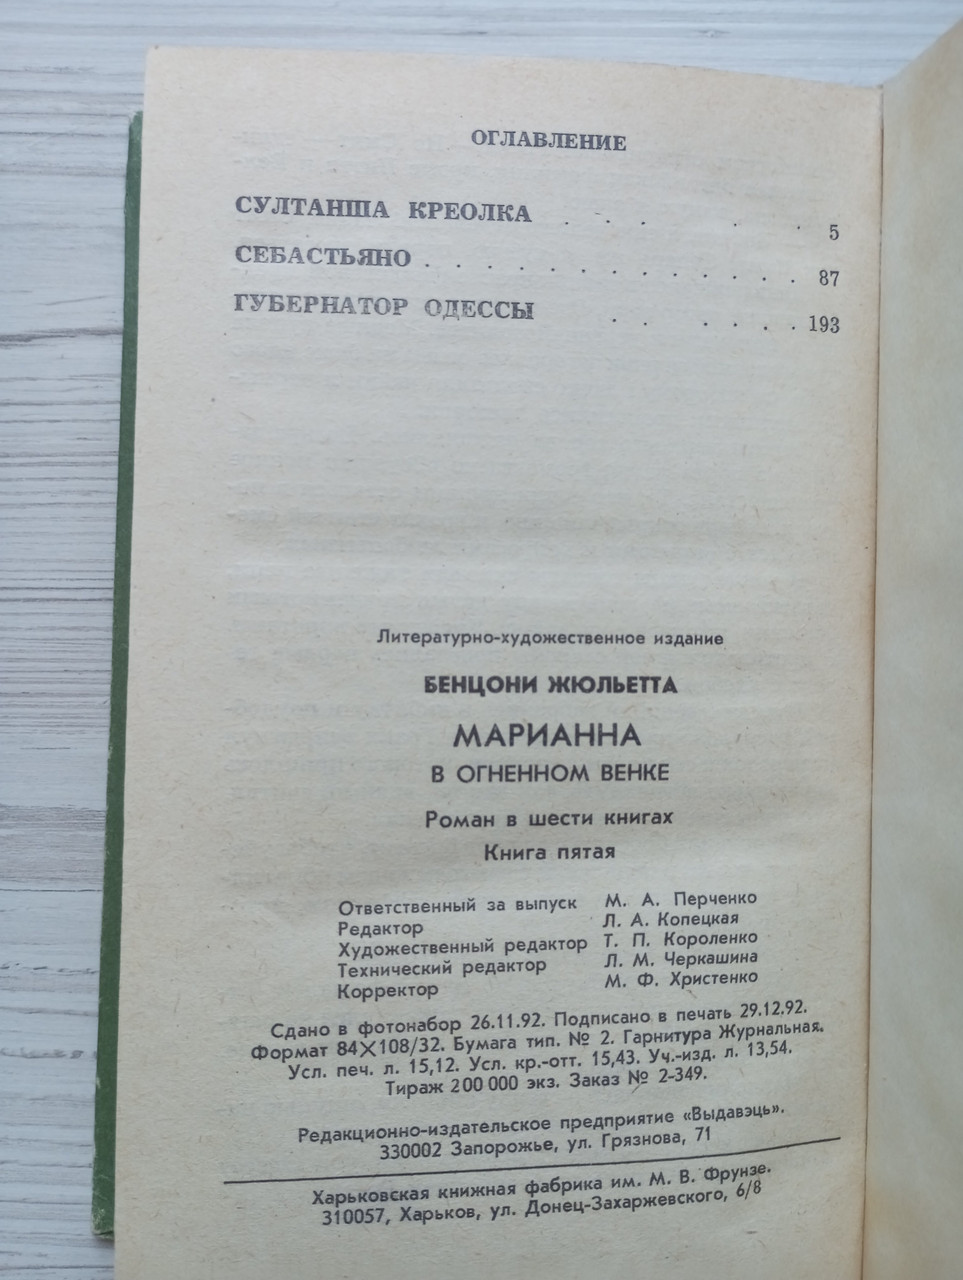 ОГЛАВЛЕНИЕ
СУЛТАНША КРЕОЛКА . . . . . 5
СЕБАСТЬЯНО . . . . . . . . . . . . . 87
ГУБЕРНАТОР ОДЕССЫ . . . . . . 193
Литературно-художественное издание
БЕНЦОНИ ЖЮЛЬЕТТА
МАРИАННА
В ОГНЕННОМ ВЕНКЕ
Роман в шести книгах
Книга пятая
Ответственный за выпуск М. А. Перченко
Редактор Л. А. Копецкая
Художественный редактор Т. П. Короленко
Технический редактор Л. М. Черкашина
Корректор М. Ф. Христенко
Сдано в фотонабор 26.11.92. Подписано в печать 29.12.92.
Формат 84×108/32. Бумага тип. № 2. Гарнитура Журнальная.
Усл. печ. л. 15,12. Усл. кр.-отт. 15,43. Уч.-изд. л. 13,54.
Тираж 200 000 экз. Заказ № 2-349.
Редакционно-издательское предприятие «Выдавэць».
330002 Запорожье, ул. Грязнова, 71
Харьковская книжная фабрика им. М. В. Фрунзе.
310057, Харьков, ул. Донец-Захаржевского, 6/8